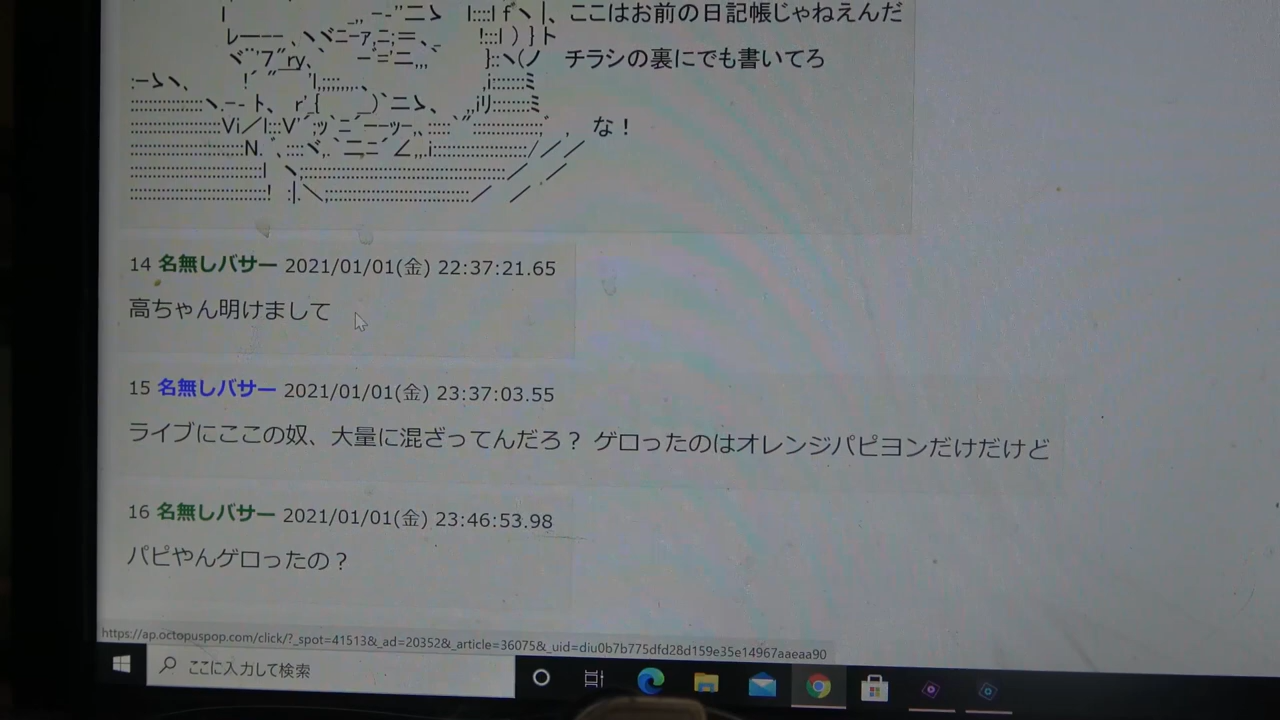 ここはお前の日記帳じゃねえんだ
チラシの裏にでも書いてろ
な！
14 名無しバサー 2021/01/01(金) 22:37:21.65
高ちゃん明けまして
15 名無しバサー 2021/01/01(金) 23:37:03.55
ライブにここの奴、大量に混ざってんだろ？ ゲロったのはオレンジパピヨンだけだけど
16 名無しバサー 2021/01/01(金) 23:46:53.98
パピやんゲロったの？
https://ap.octopuspop.com/click/?_spot=41513&_ad=20352&_article=36075&_uid=diu0b7b775dfd28d159e35e14967aaeaa90
ここに入力して検索